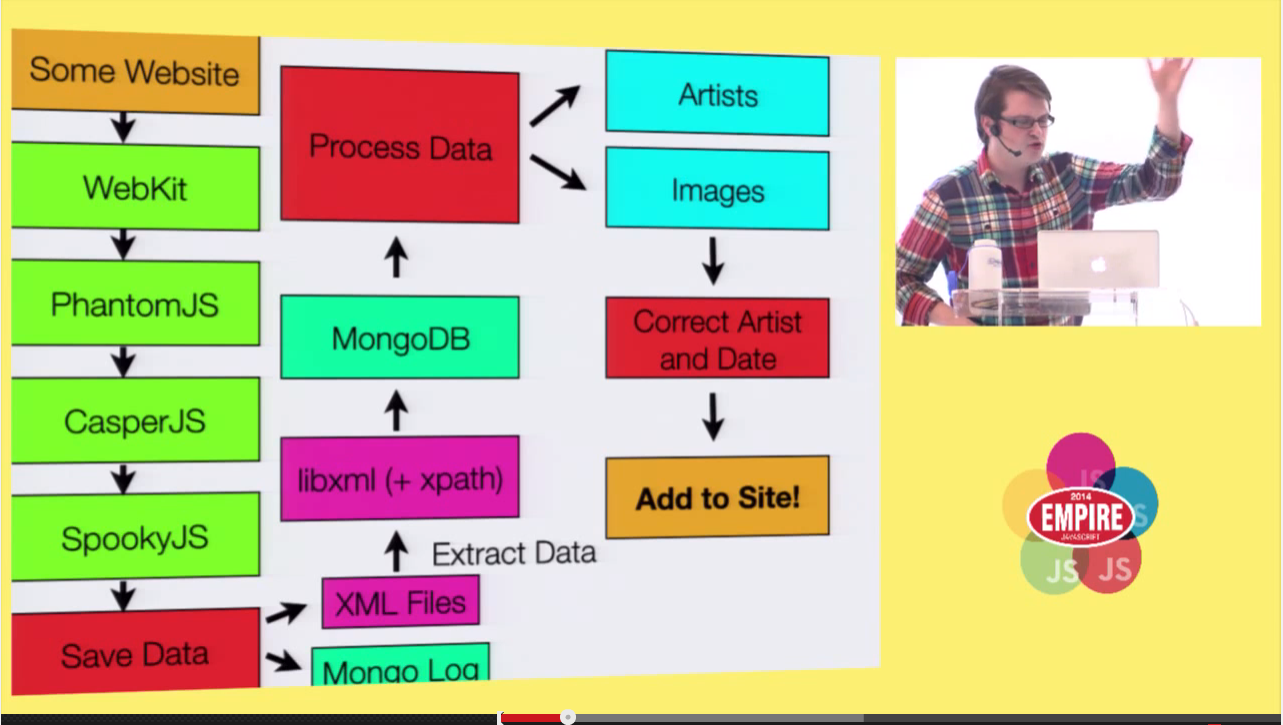 Some Website
WebKit
PhantomJS
CasperJS
SpookyJS
Save Data
Process Data
MongoDB
libxml (+ xpath)
Extract Data
XML Files
Mongo Log
Artists
Images
Correct Artist
and Date
Add to Site!
JS
2014
EMPIRE
JAVASCRIPT
JS
JS
JS